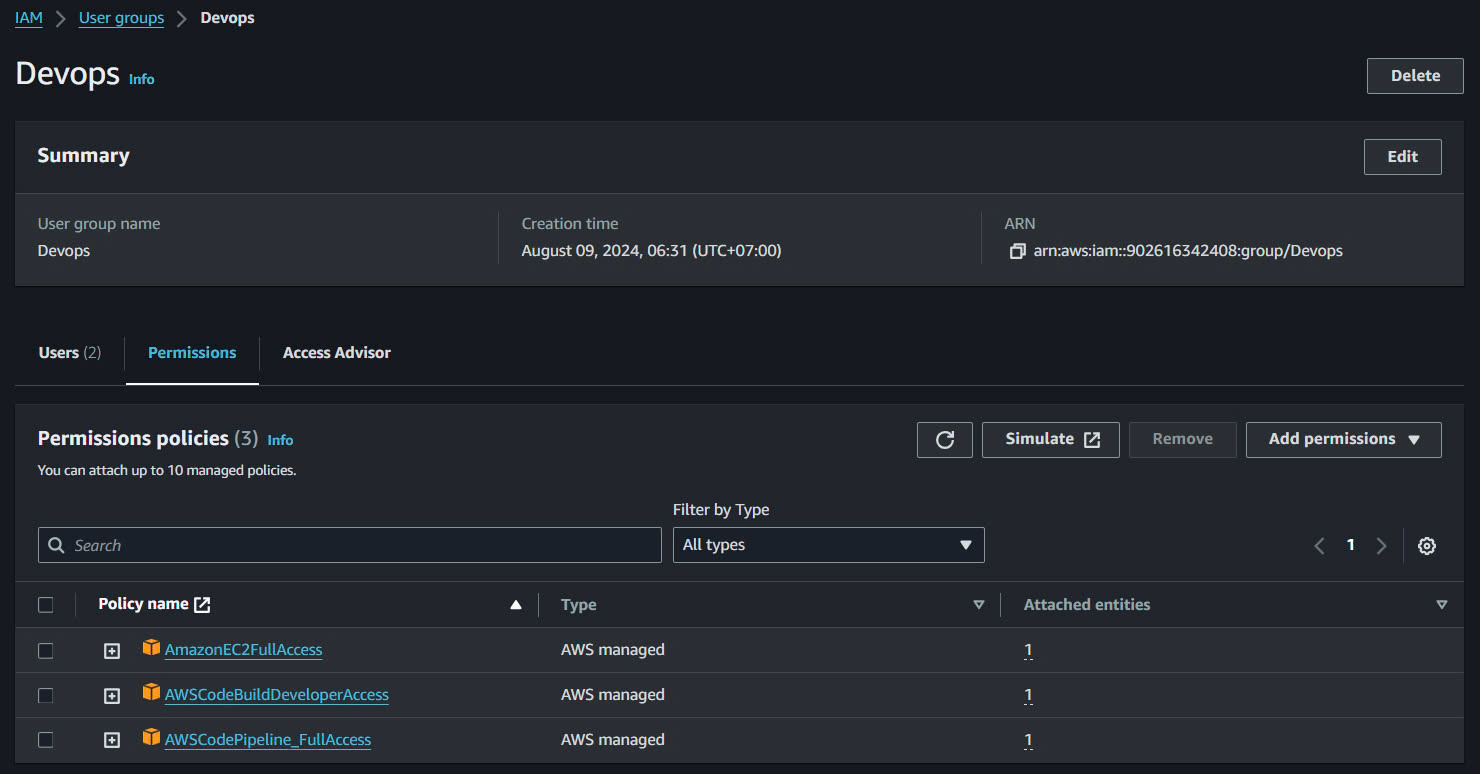 IAM > User groups > Devops
Devops Info
Delete
Summary
Edit
User group name
Devops
Creation time
August 09, 2024, 06:31 (UTC+07:00)
ARN
arn:aws:iam::902616342408:group/Devops
Users (2)
Permissions
Access Advisor
Permissions policies (3) Info
You can attach up to 10 managed policies.
Simulate
Remove
Add permissions
Filter by Type
Search
All types
1
Policy name
Type
Attached entities
AmazonEC2FullAccess
AWS managed
1
AWSCodeBuildDeveloperAccess
AWS managed
1
AWSCodePipeline_FullAccess
AWS managed
1